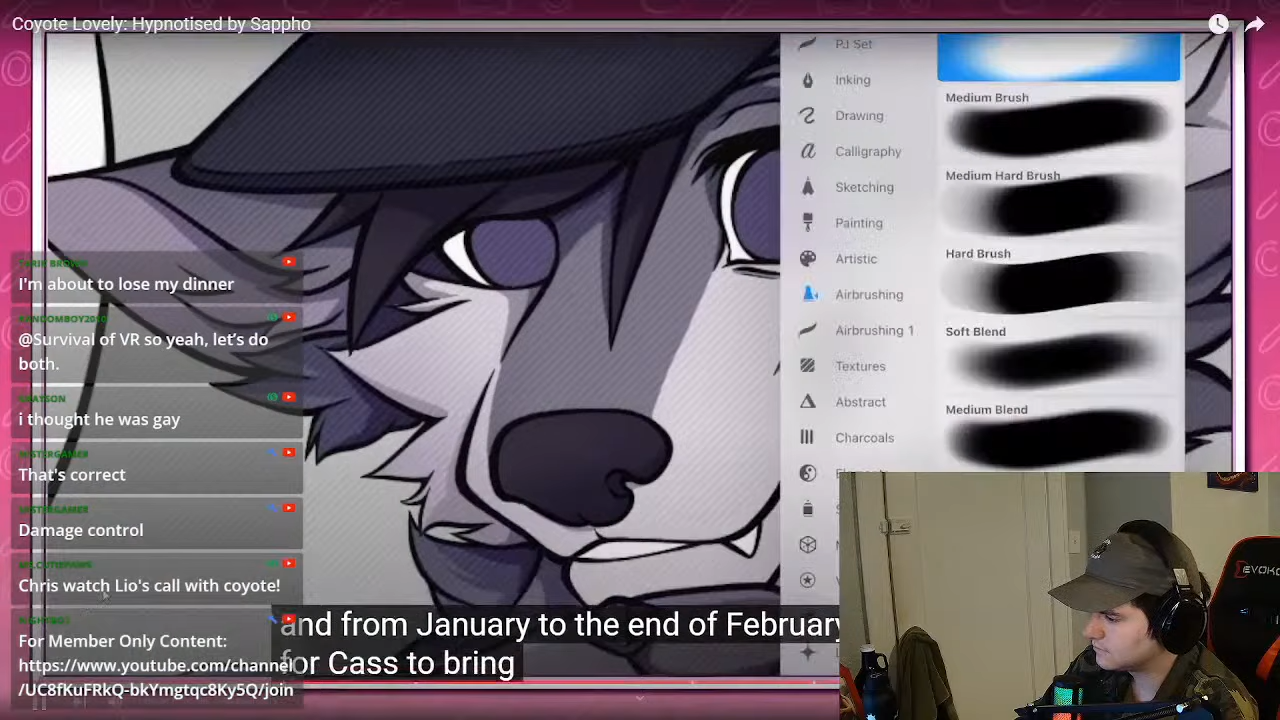 Coyote Lovely: Hypnotised by Sappho
PJ Set
Inking
Drawing
Calligraphy
Sketching
Painting
Artistic
Airbrushing
Airbrushing 1
Textures
Abstract
Charcoals
Medium Brush
Medium Hard Brush
Hard Brush
Soft Blend
Medium Blend
I'm about to lose my dinner
@Survival of VR so yeah, let's do
both.
i thought he was gay
That's correct
Damage control
Chris watch Lio's call with coyote!
For Member Only Content:
https://www.youtube.com/channel
/UC8fKuFRkQ-bkYmgtqc8Ky5Q/join
and from January to the end of February
for Cass to bring